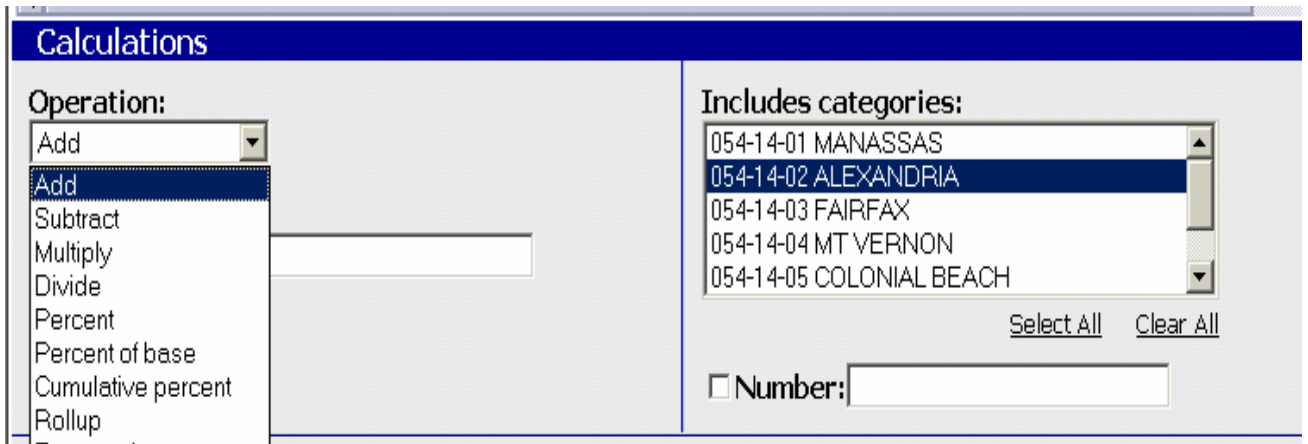 Calculations
Operation:
Add
Add
Subtract
Multiply
Divide
Percent
Percent of base
Cumulative percent
Rollup
Includes categories:
054-14-01 MANASSAS
054-14-02 ALEXANDRIA
054-14-03 FAIRFAX
054-14-04 MT VERNON
054-14-05 COLONIAL BEACH
Select All Clear All
Number: